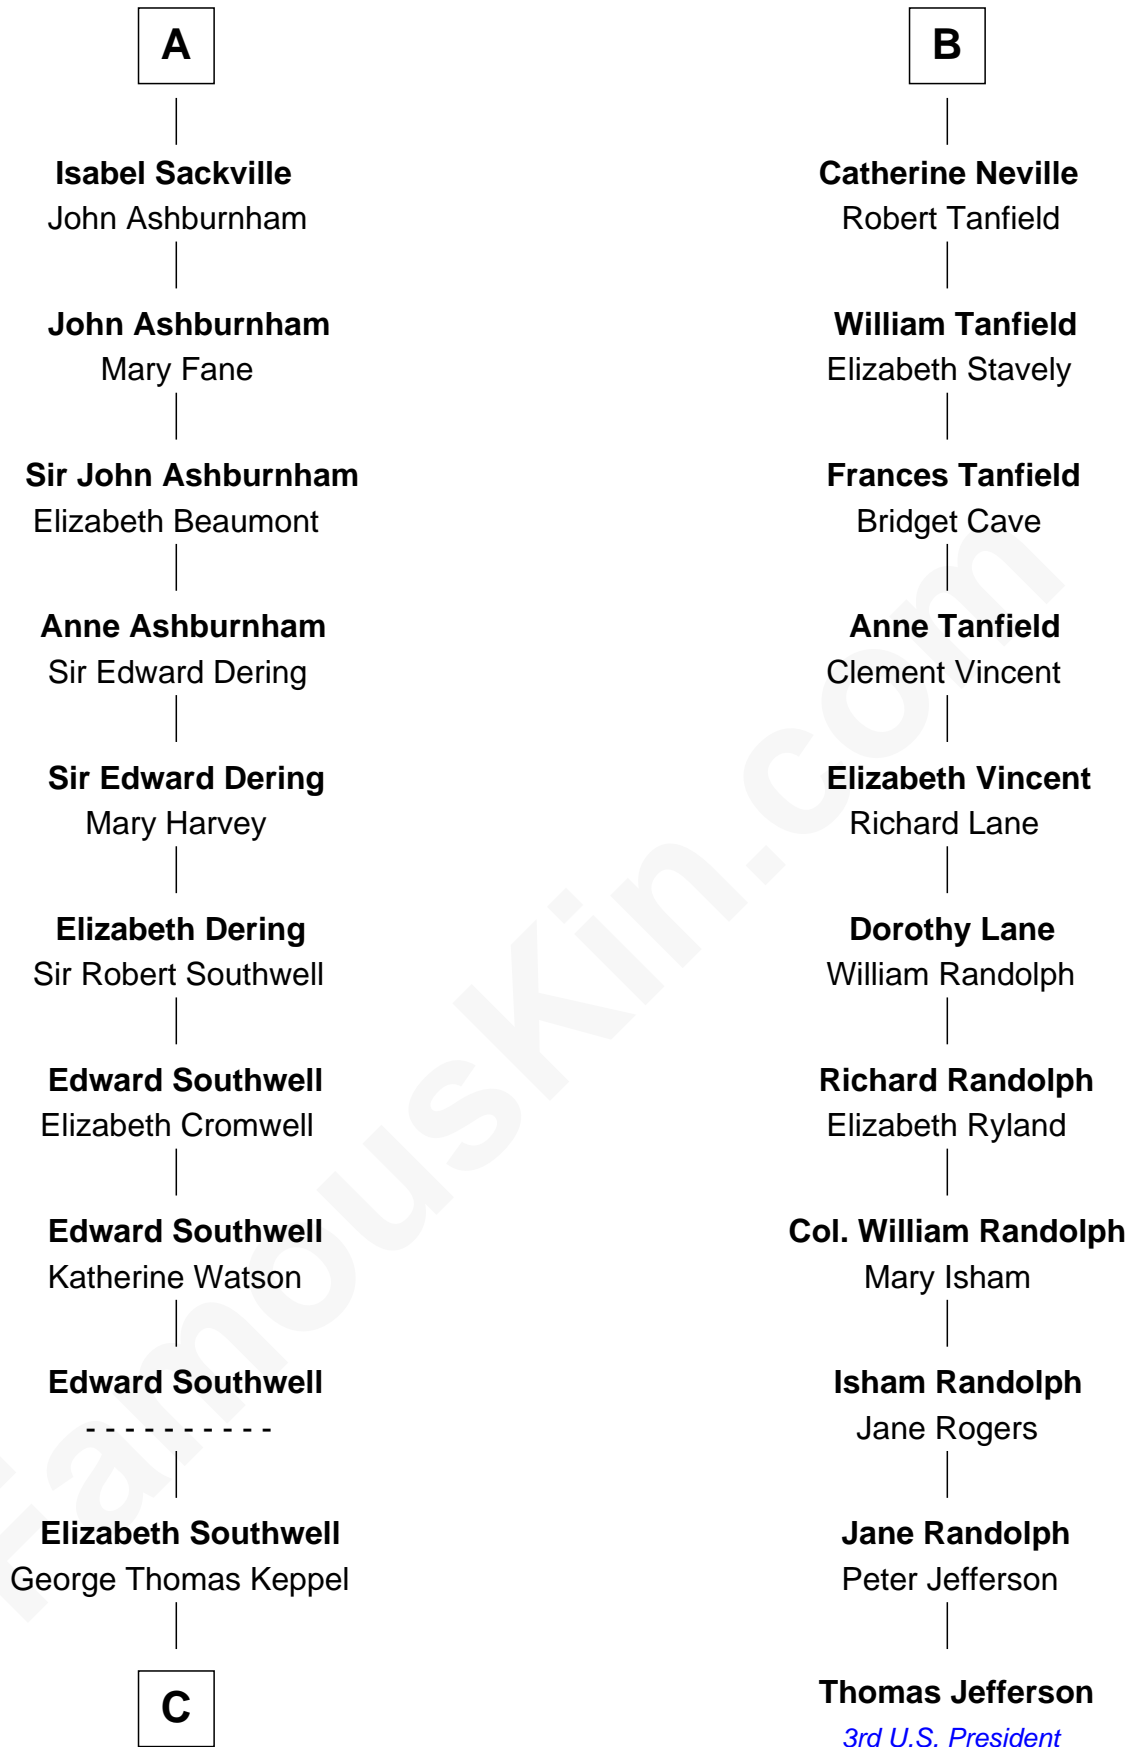 A
Isabel Sackville
John Ashburnham
John Ashburnham
Mary Fane
Sir John Ashburnham
Elizabeth Beaumont
Anne Ashburnham
Sir Edward Dering
Sir Edward Dering
Mary Harvey
Elizabeth Dering
Sir Robert Southwell
Edward Southwell
Elizabeth Cromwell
Edward Southwell
Katherine Watson
Edward Southwell
- - - - - - - - - -
Elizabeth Southwell
George Thomas Keppel
C
B
Catherine Neville
Robert Tanfield
William Tanfield
Elizabeth Stavely
Frances Tanfield
Bridget Cave
Anne Tanfield
Clement Vincent
Elizabeth Vincent
Richard Lane
Dorothy Lane
William Randolph
Richard Randolph
Elizabeth Ryland
Col. William Randolph
Mary Isham
Isham Randolph
Jane Rogers
Jane Randolph
Peter Jefferson
Thomas Jefferson
3rd U.S. President
FamousKin.com